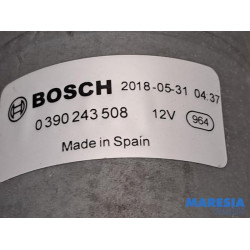 BOSCH 2018-05-31 04:37
0 390 243 508 12V 964
Made in Spain
MARESIA